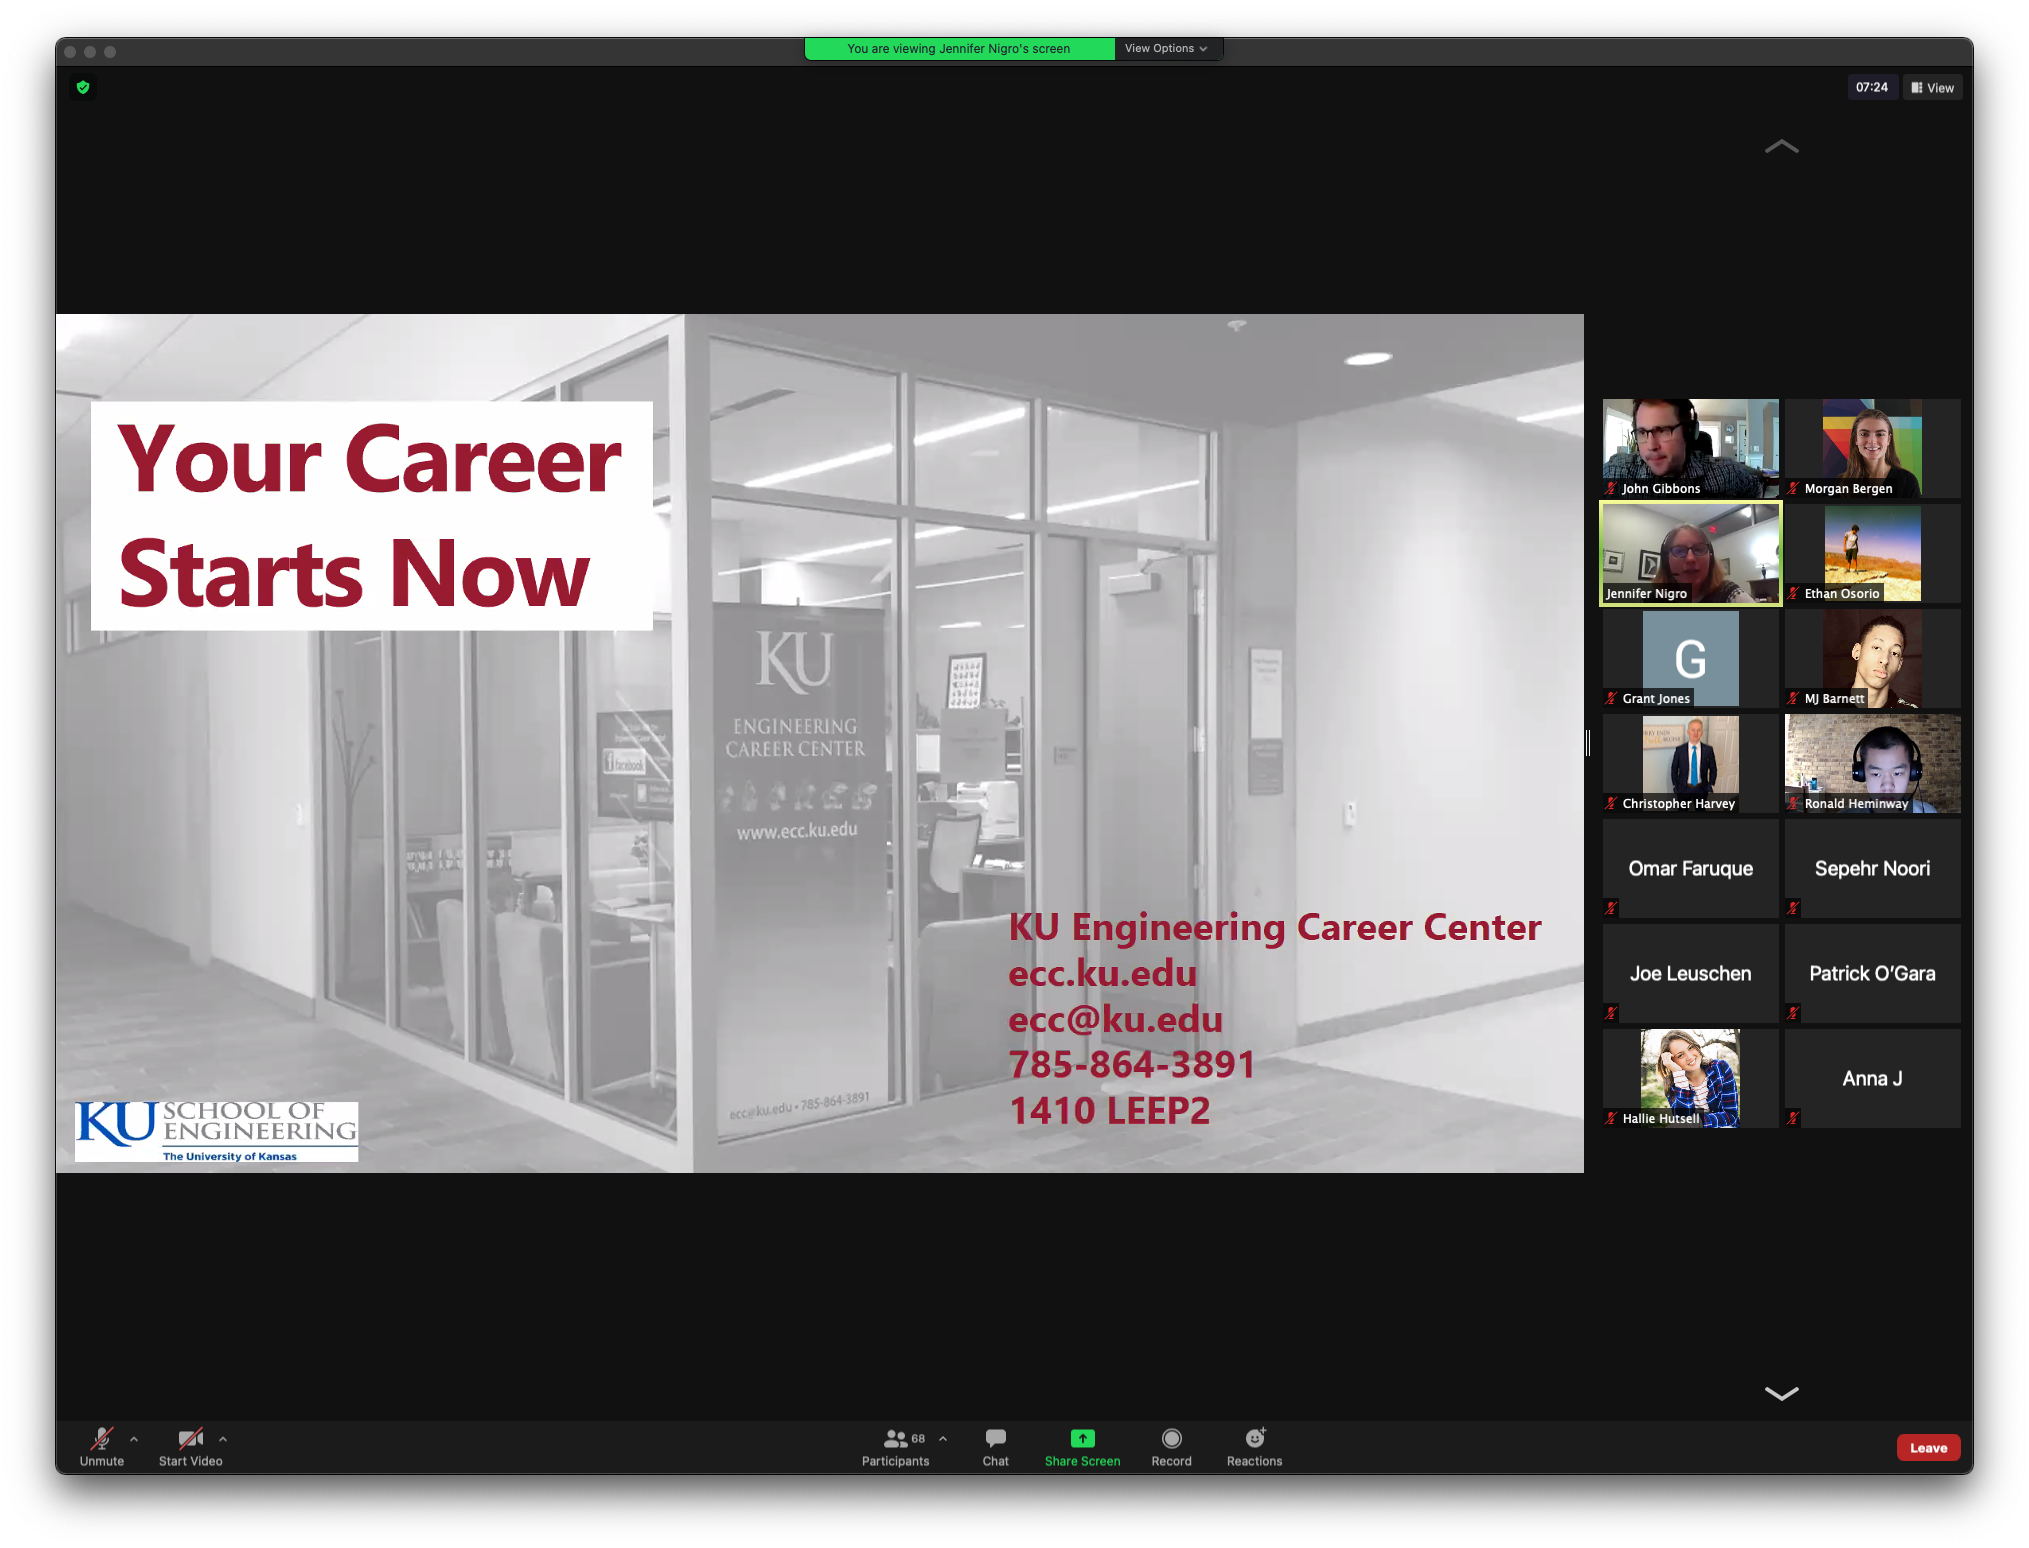 You are viewing Jennifer Nigro's screen
View Options
07:24
View
Your Career
Starts Now
KU
ENGINEERING
CAREER CENTER
facebook
www.ecc.ku.edu
ecc@ku.edu • 785-864-3891
KU Engineering Career Center
ecc.ku.edu
ecc@ku.edu
785-864-3891
1410 LEEP2
KU SCHOOL OF
ENGINEERING
The University of Kansas
John Gibbons
Morgan Bergen
Jennifer Nigro
Ethan Osorio
G
Grant Jones
MJ Barnett
Christopher Harvey
Ronald Heminway
Omar Faruque
Sepehr Noori
Joe Leuschen
Patrick O'Gara
Hallie Hutsell
Anna J
Unmute
Start Video
68
Participants
Chat
Share Screen
Record
Reactions
Leave